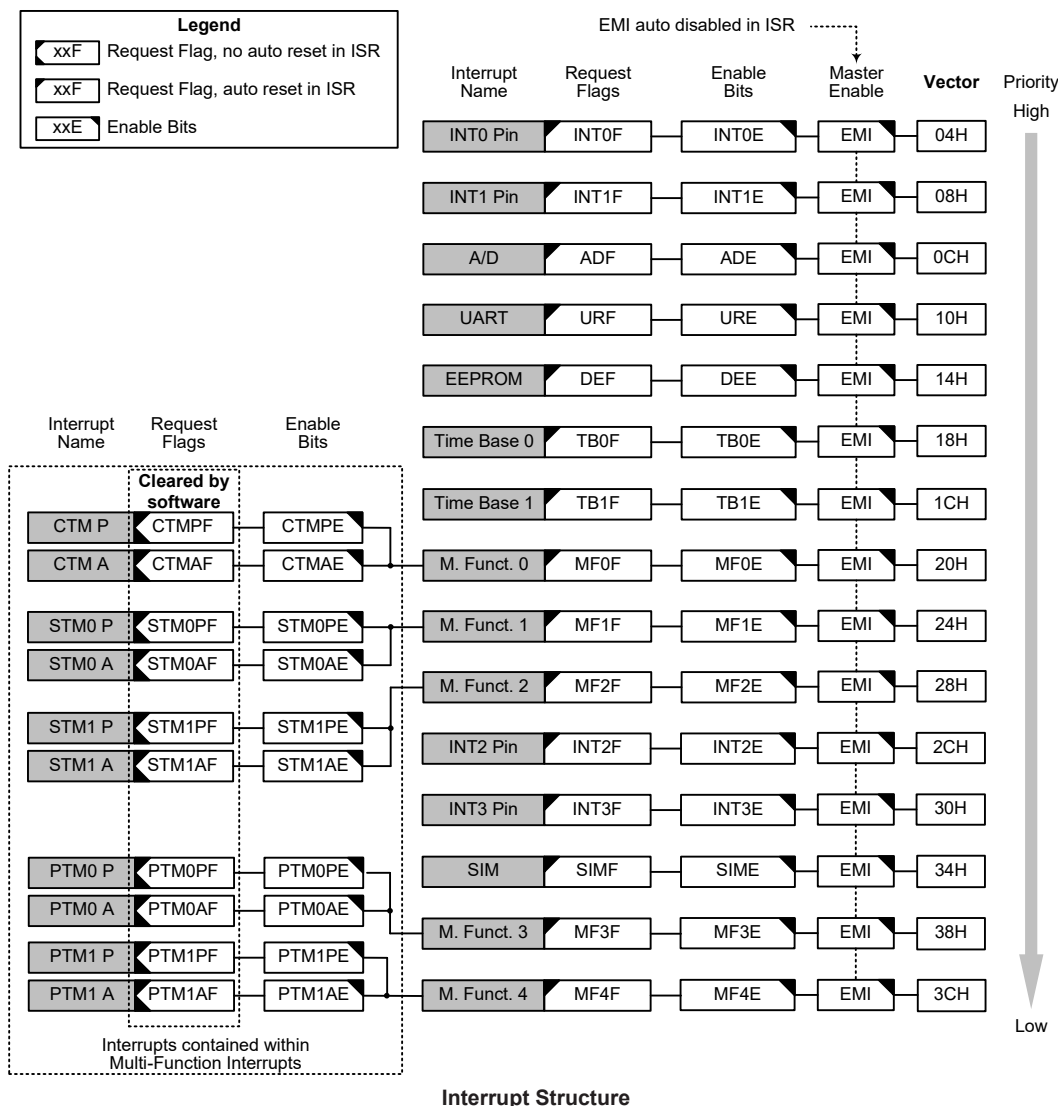 Legend
xxF Request Flag, no auto reset in ISR
xxF Request Flag, auto reset in ISR
xxE Enable Bits
EMI auto disabled in ISR
Interrupt Name Request Flags Enable Bits Master Enable Vector Priority
High
INT0 Pin INT0F INT0E EMI 04H
INT1 Pin INT1F INT1E EMI 08H
A/D ADF ADE EMI 0CH
UART URF URE EMI 10H
EEPROM DEF DEE EMI 14H
Time Base 0 TB0F TB0E EMI 18H
Time Base 1 TB1F TB1E EMI 1CH
M. Funct. 0 MF0F MF0E EMI 20H
M. Funct. 1 MF1F MF1E EMI 24H
M. Funct. 2 MF2F MF2E EMI 28H
INT2 Pin INT2F INT2E EMI 2CH
INT3 Pin INT3F INT3E EMI 30H
SIM SIMF SIME EMI 34H
M. Funct. 3 MF3F MF3E EMI 38H
M. Funct. 4 MF4F MF4E EMI 3CH
Low
Interrupt Name Request Flags Enable Bits
Cleared by
software
CTM P CTMPF CTMPE
CTM A CTMAF CTMAE
STM0 P STM0PF STM0PE
STM0 A STM0AF STM0AE
STM1 P STM1PF STM1PE
STM1 A STM1AF STM1AE
PTM0 P PTM0PF PTM0PE
PTM0 A PTM0AF PTM0AE
PTM1 P PTM1PF PTM1PE
PTM1 A PTM1AF PTM1AE
Interrupts contained within
Multi-Function Interrupts
Interrupt Structure